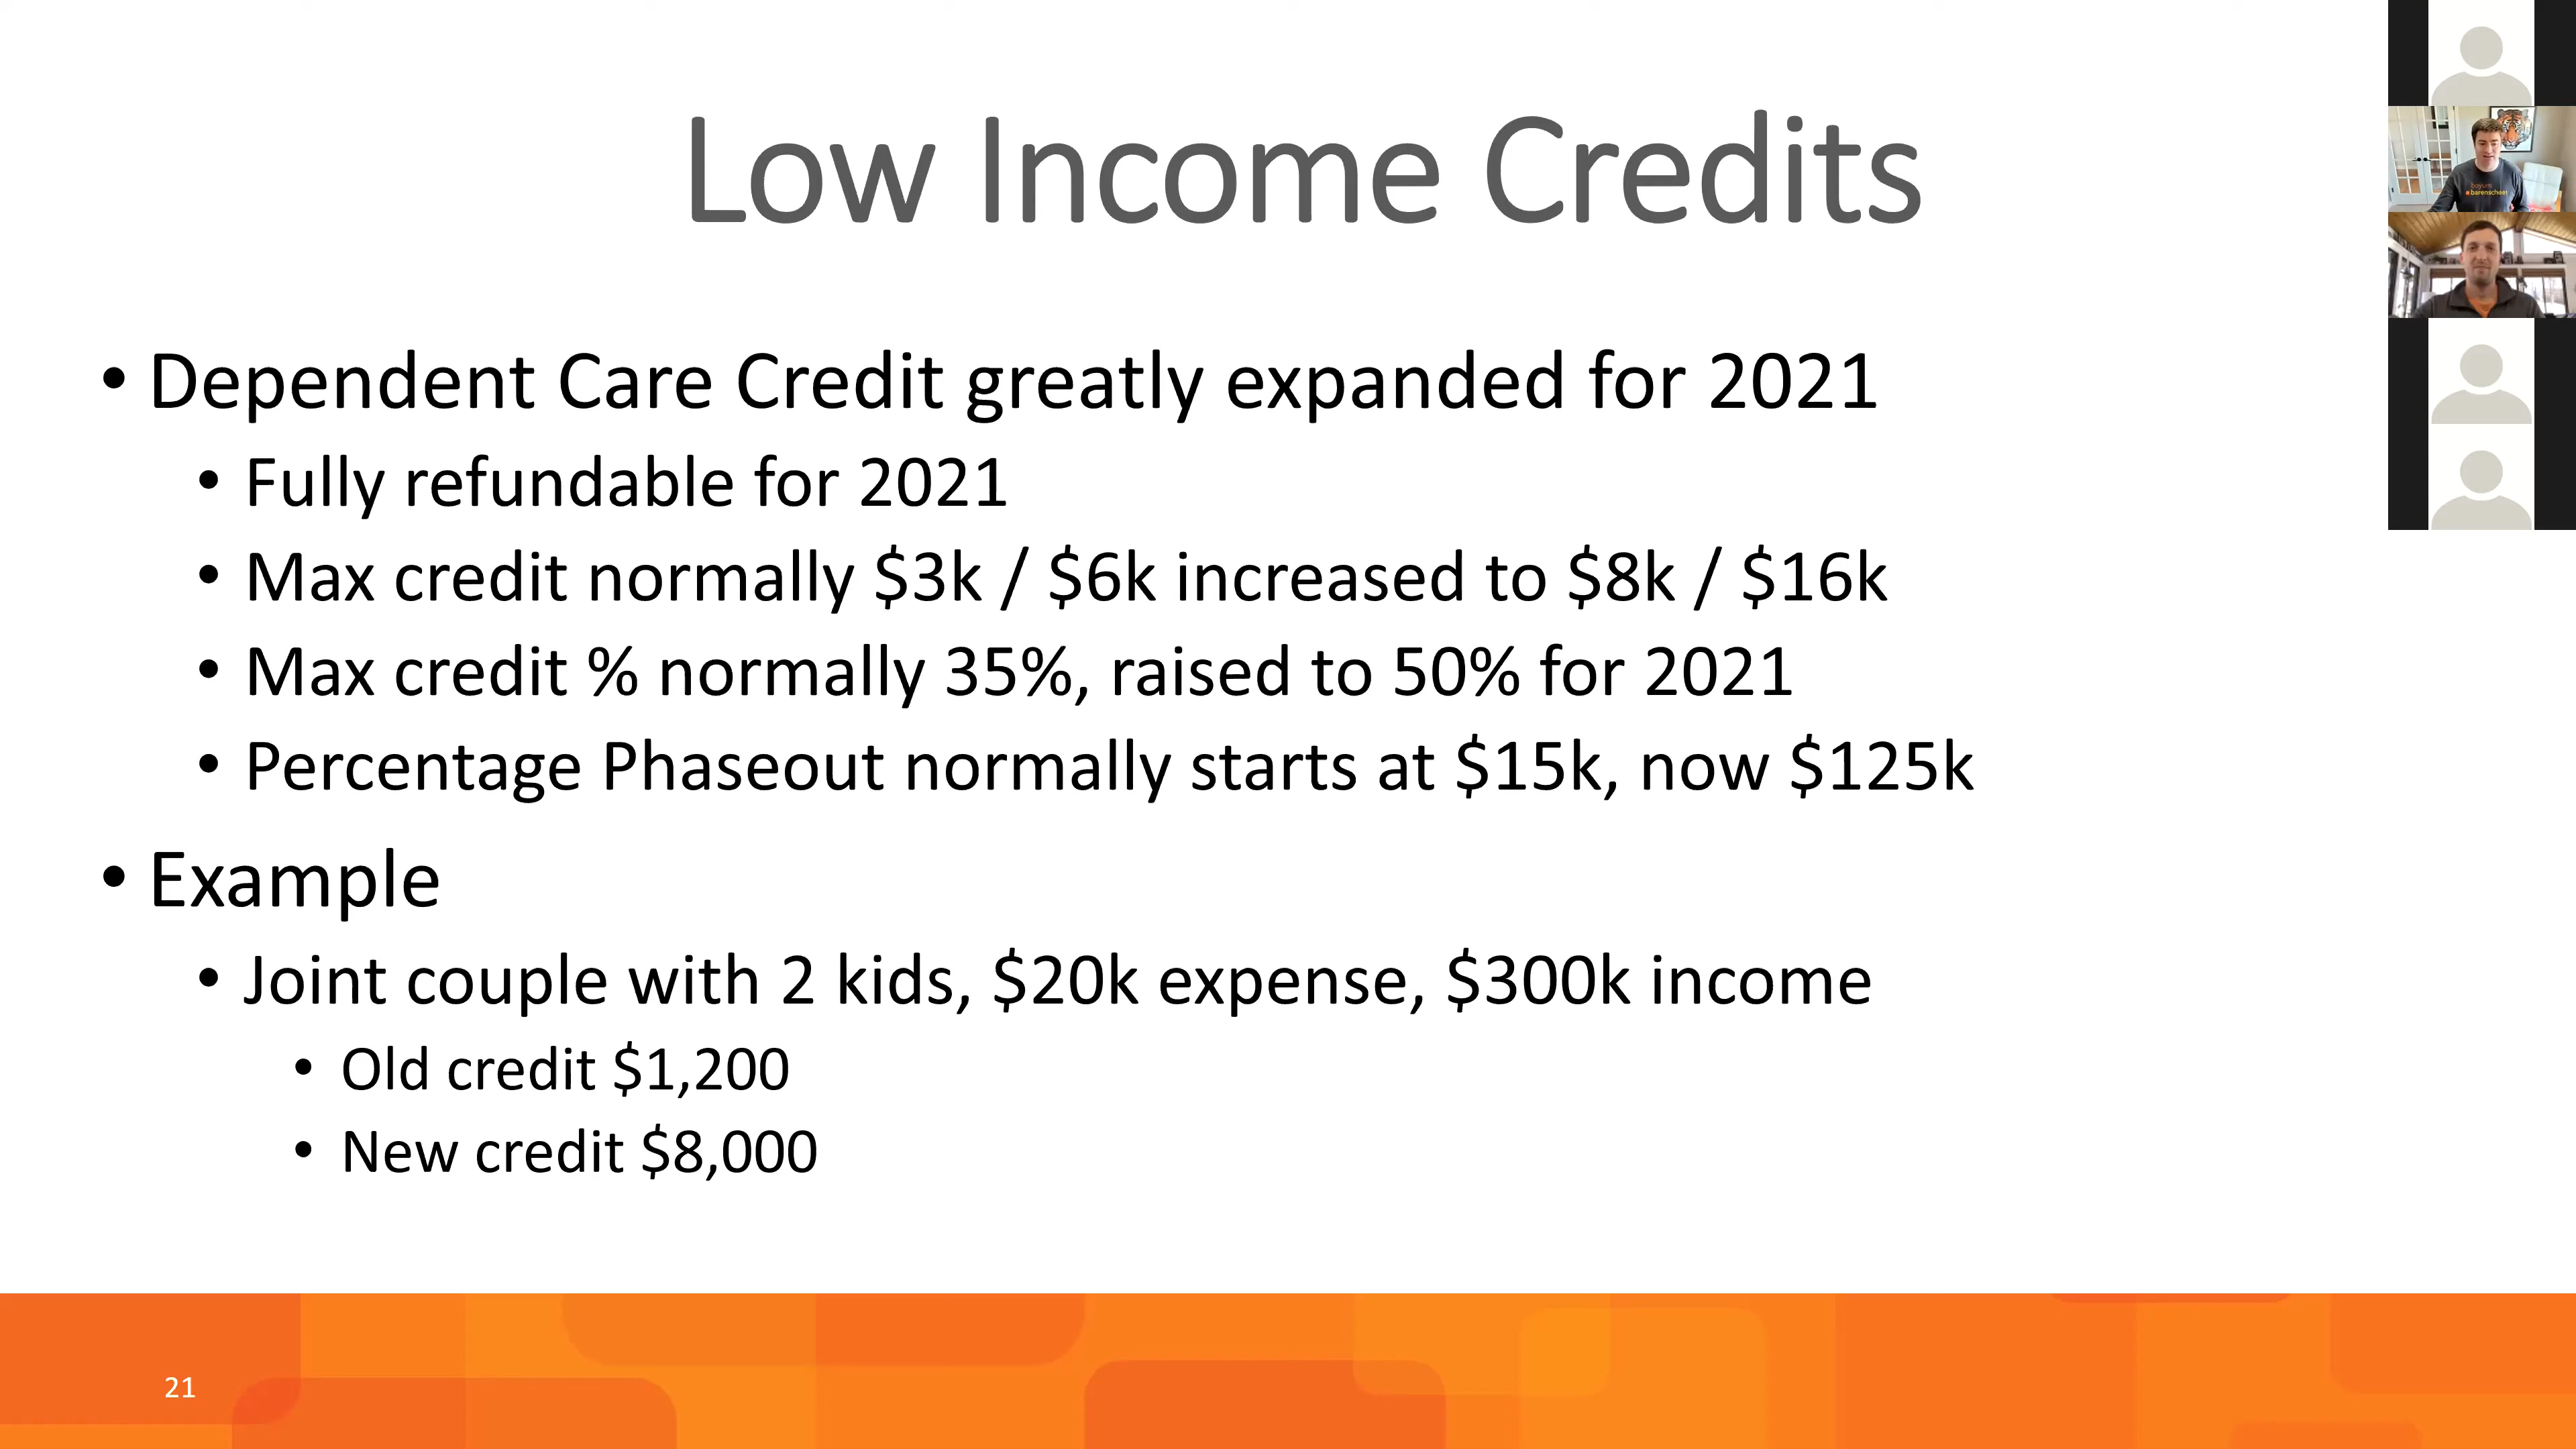 Low Income Credits
• Dependent Care Credit greatly expanded for 2021
• Fully refundable for 2021
• Max credit normally $3k / $6k increased to $8k / $16k
• Max credit % normally 35%, raised to 50% for 2021
• Percentage Phaseout normally starts at $15k, now $125k
• Example
• Joint couple with 2 kids, $20k expense, $300k income
• Old credit $1,200
• New credit $8,000
21
boyum
barenscheer